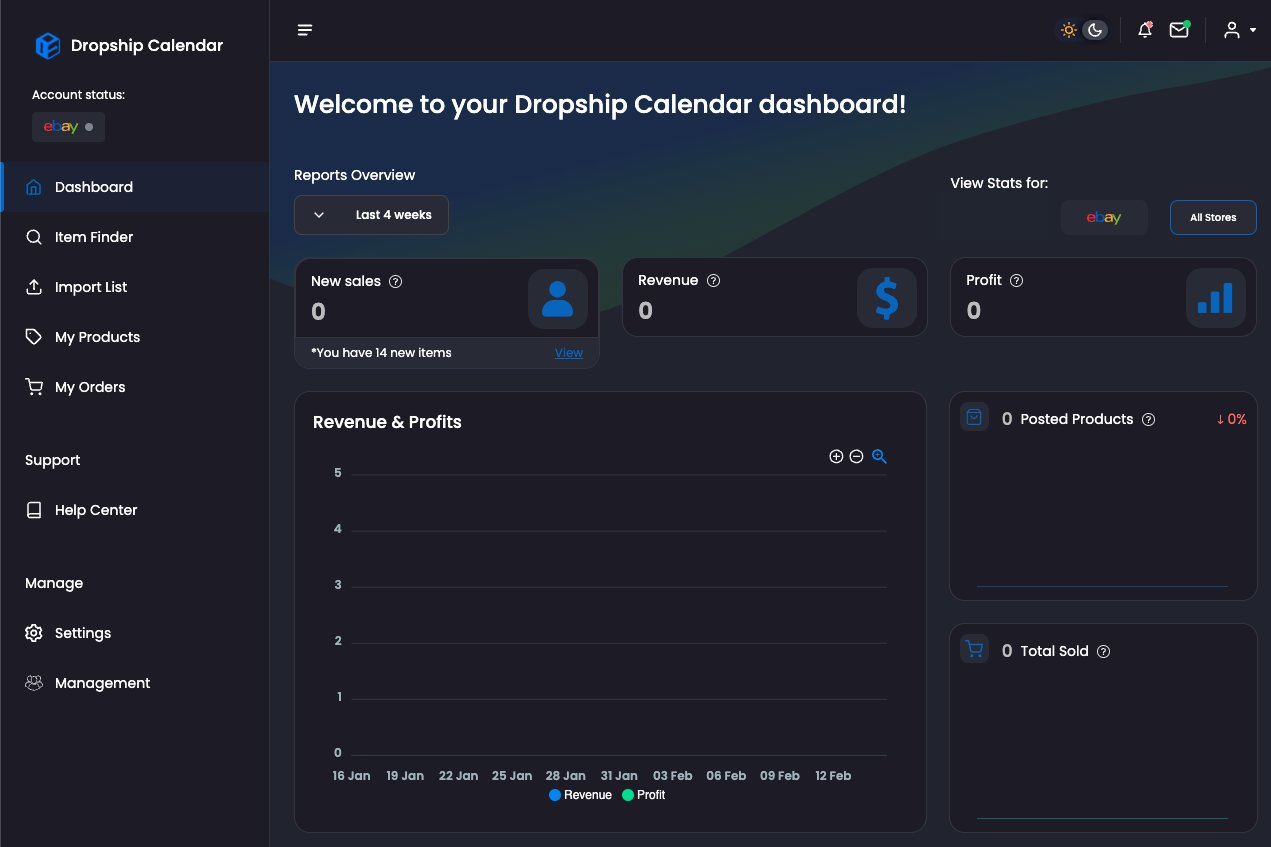 Dropship Calendar
Account status:
ebay
Dashboard
Item Finder
Import List
My Products
My Orders
Support
Help Center
Manage
Settings
Management
Welcome to your Dropship Calendar dashboard!
Reports Overview
Last 4 weeks
View Stats for:
ebay
All Stores
New sales
0
*You have 14 new items View
Revenue
0
Profit
0
Revenue & Profits
5
4
3
2
1
0
16 Jan 19 Jan 22 Jan 25 Jan 28 Jan 31 Jan 03 Feb 06 Feb 09 Feb 12 Feb
Revenue Profit
0 Posted Products ↓0%
0 Total Sold